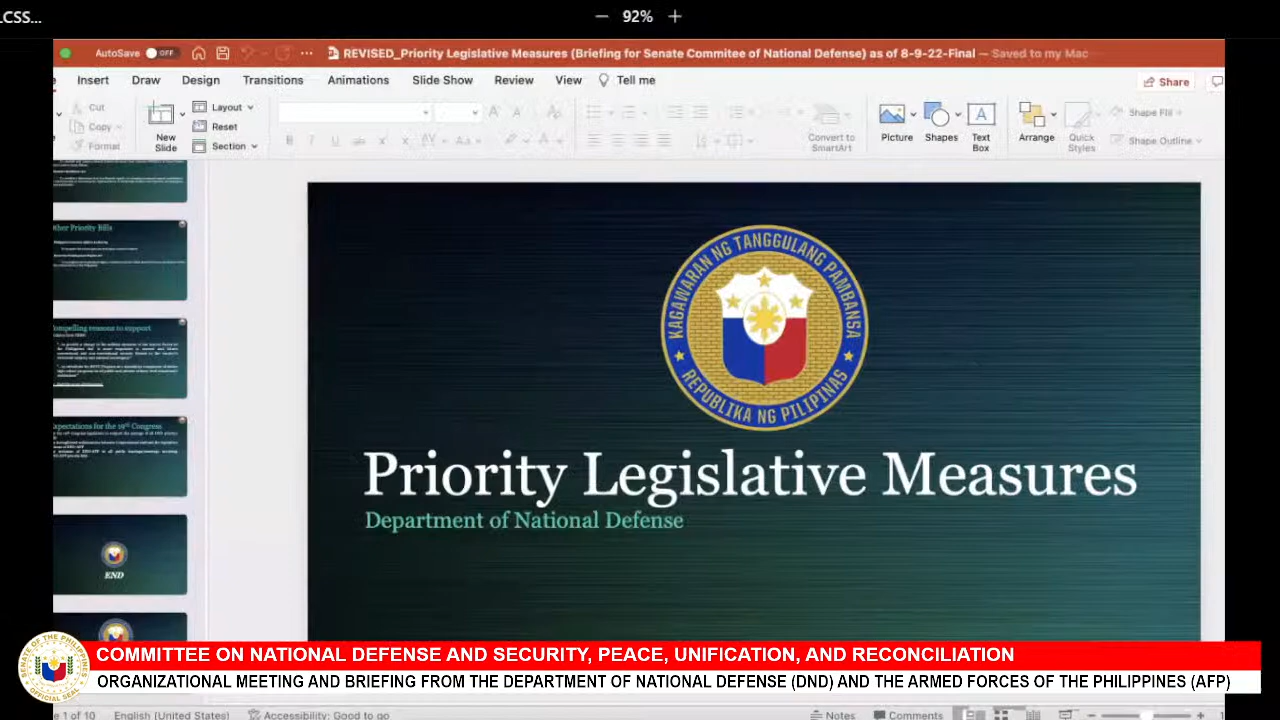 .CSS...
92%
AutoSave OFF
REVISED_Priority Legislative Measures (Briefing for Senate Commitee of National Defense) as of 8-9-22-Final — Saved to my Mac
Insert Draw Design Transitions Animations Slide Show Review View Tell me
Share
Cut
Copy
Format
New Slide
Layout
Reset
Section
Convert to SmartArt
Picture
Shapes
Text Box
Arrange
Quick Styles
Shape Fill
Shape Outline
ther Priority Bills
ompelling reasons to support
xpectations for the 19th Congress
END
KAGAWARAN NG TANGGULANG PAMBANSA
REPUBLIKA NG PILIPINAS
Priority Legislative Measures
Department of National Defense
SENATE OF THE PHILIPPINES
OFFICIAL SEAL
COMMITTEE ON NATIONAL DEFENSE AND SECURITY, PEACE, UNIFICATION, AND RECONCILIATION
ORGANIZATIONAL MEETING AND BRIEFING FROM THE DEPARTMENT OF NATIONAL DEFENSE (DND) AND THE ARMED FORCES OF THE PHILIPPINES (AFP)
e 1 of 10 English (United States) Accessibility: Good to go
Notes Comments